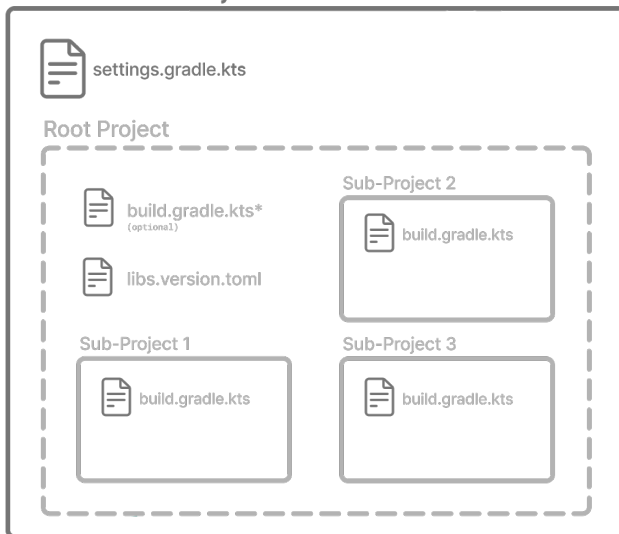 settings.gradle.kts
Root Project
build.gradle.kts*
(optional)
libs.version.toml
Sub-Project 2
build.gradle.kts
Sub-Project 1
build.gradle.kts
Sub-Project 3
build.gradle.kts